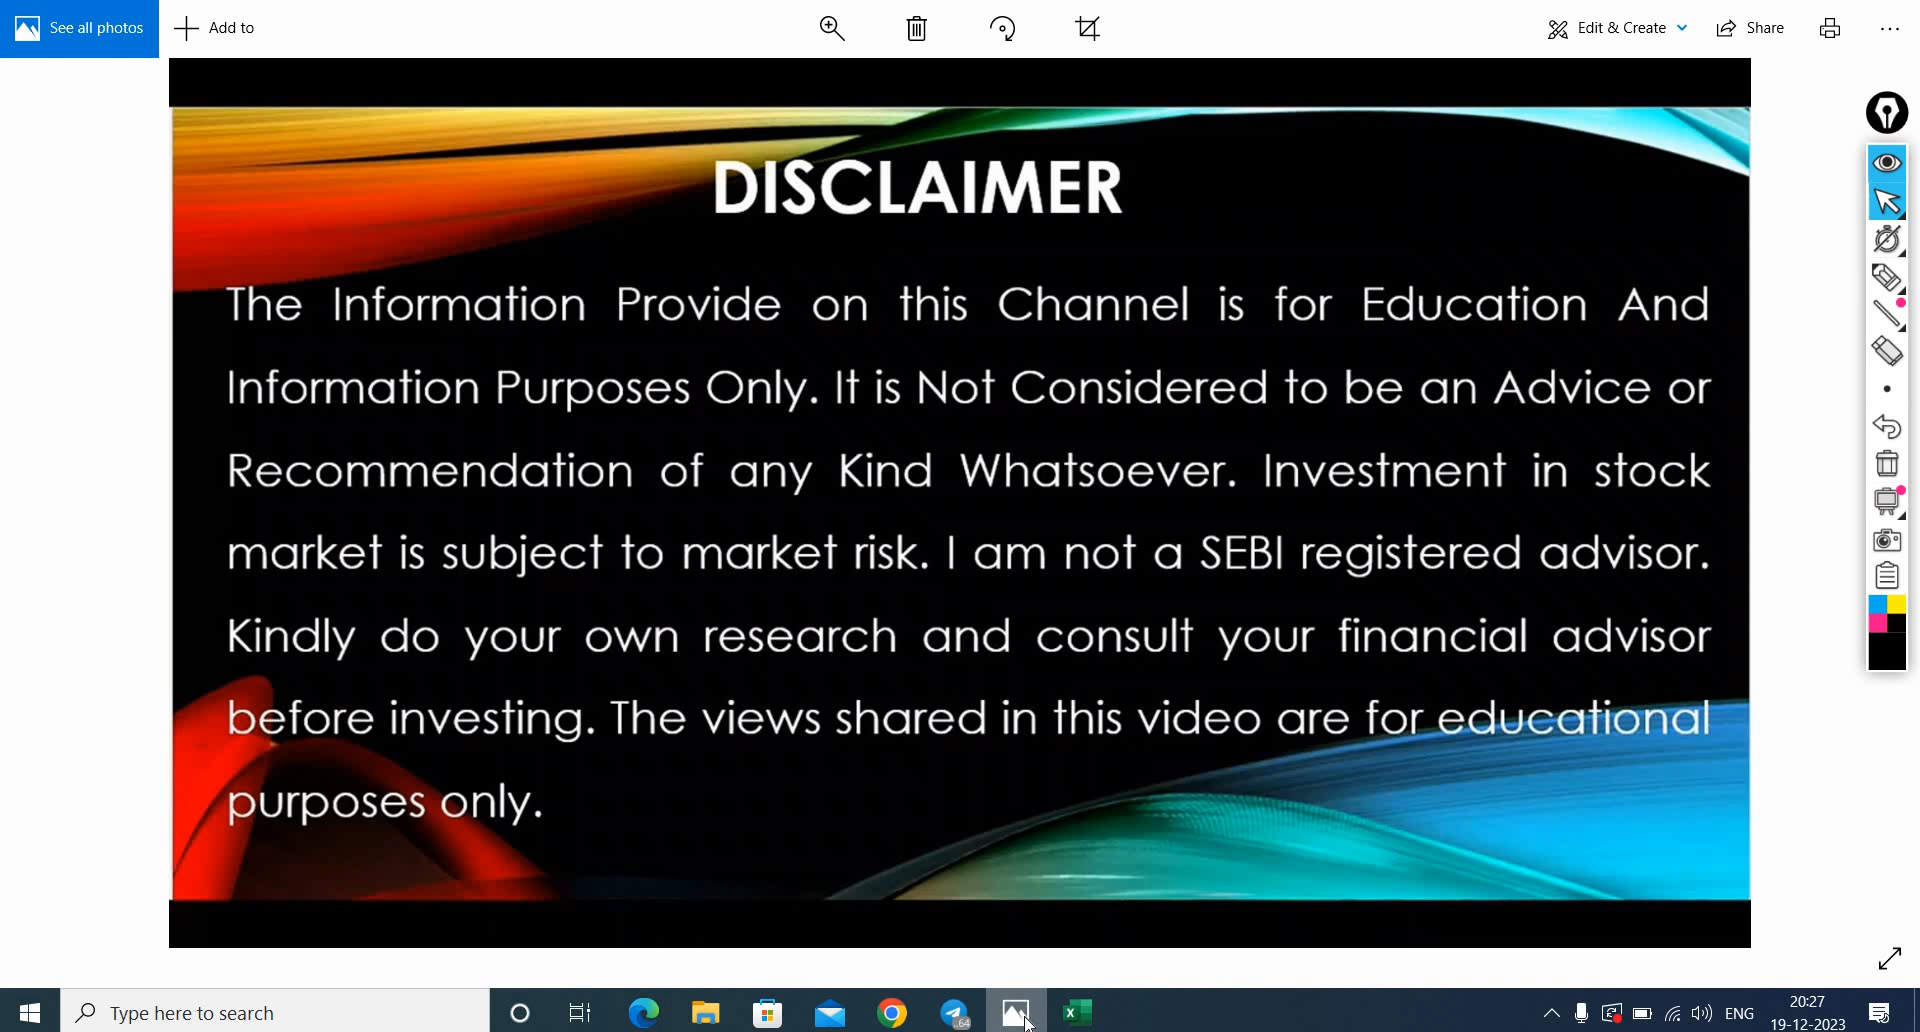 See all photos
Add to
Edit & Create
Share
DISCLAIMER
The Information Provide on this Channel is for Education And
Information Purposes Only. It is Not Considered to be an Advice or
Recommendation of any Kind Whatsoever. Investment in stock
market is subject to market risk. I am not a SEBI registered advisor.
Kindly do your own research and consult your financial advisor
before investing. The views shared in this video are for educational
purposes only.
Type here to search
.64
ENG
20:27
19-12-2023